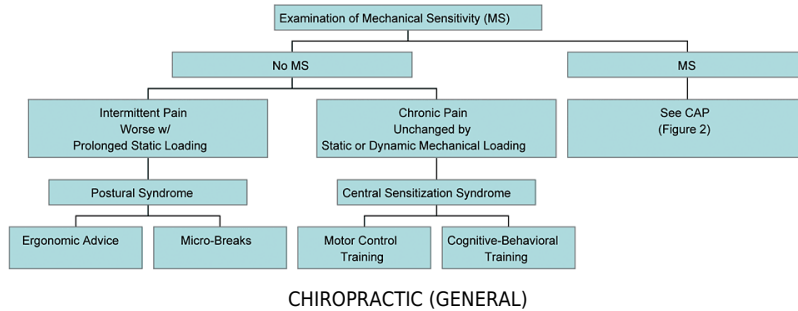 Examination of Mechanical Sensitivity (MS)
No MS
MS
Intermittent Pain
Worse w/
Prolonged Static Loading
Chronic Pain
Unchanged by
Static or Dynamic Mechanical Loading
See CAP
(Figure 2)
Postural Syndrome
Central Sensitization Syndrome
Ergonomic Advice
Micro-Breaks
Motor Control
Training
Cognitive-Behavioral
Training
CHIROPRACTIC (GENERAL)